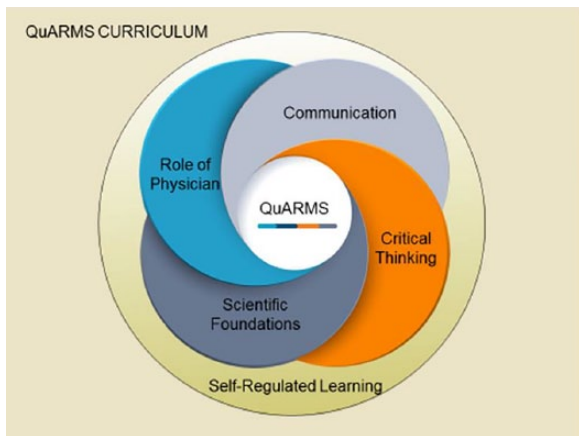 QuARMS CURRICULUM
Communication
Role of
Physician
QuARMS
Critical
Thinking
Scientific
Foundations
Self-Regulated Learning